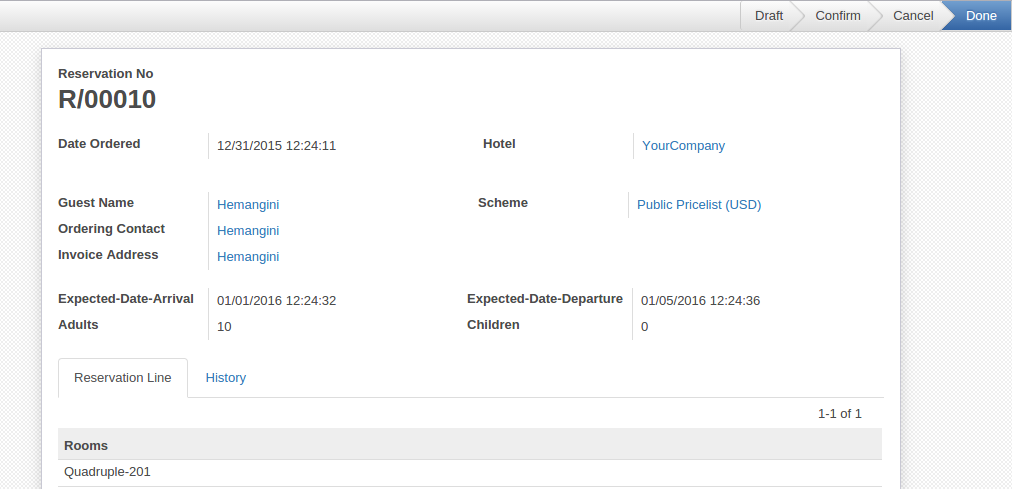 Draft Confirm Cancel Done
Reservation No
R/00010
Date Ordered 12/31/2015 12:24:11 Hotel YourCompany
Guest Name Hemangini Scheme Public Pricelist (USD)
Ordering Contact Hemangini
Invoice Address Hemangini
Expected-Date-Arrival 01/01/2016 12:24:32 Expected-Date-Departure 01/05/2016 12:24:36
Adults 10 Children 0
Reservation Line History
1-1 of 1
Rooms
Quadruple-201